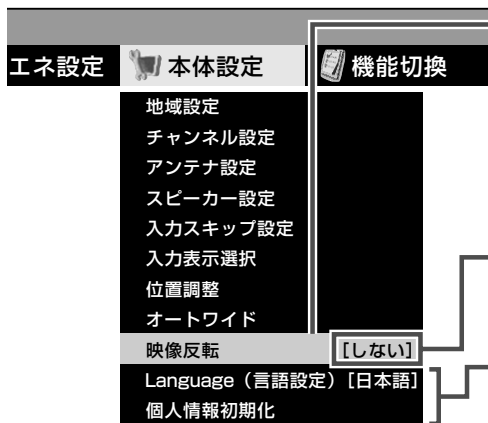 エネ設定 本体設定 機能切換
地域設定
チャンネル設定
アンテナ設定
スピーカー設定
入力スキップ設定
入力表示選択
位置調整
オートワイド
映像反転 [しない]
Language（言語設定）[日本語]
個人情報初期化